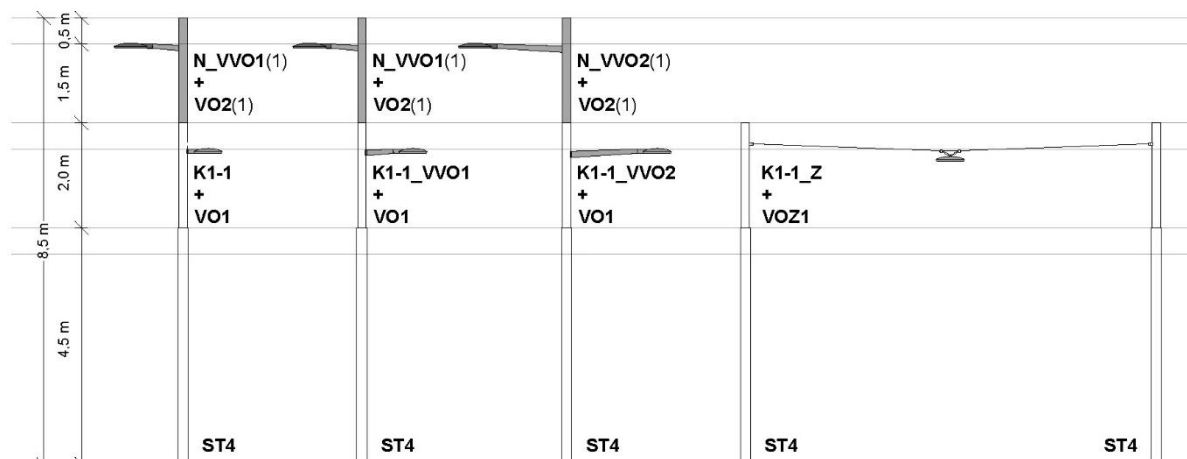 0,5 m
1,5 m
2,0 m
8,5 m
4,5 m
N_VVO1(1)
+
VO2(1)
N_VVO1(1)
+
VO2(1)
N_VVO2(1)
+
VO2(1)
K1-1
+
VO1
K1-1_VVO1
+
VO1
K1-1_VVO2
+
VO1
K1-1_Z
+
VOZ1
ST4
ST4
ST4
ST4
ST4